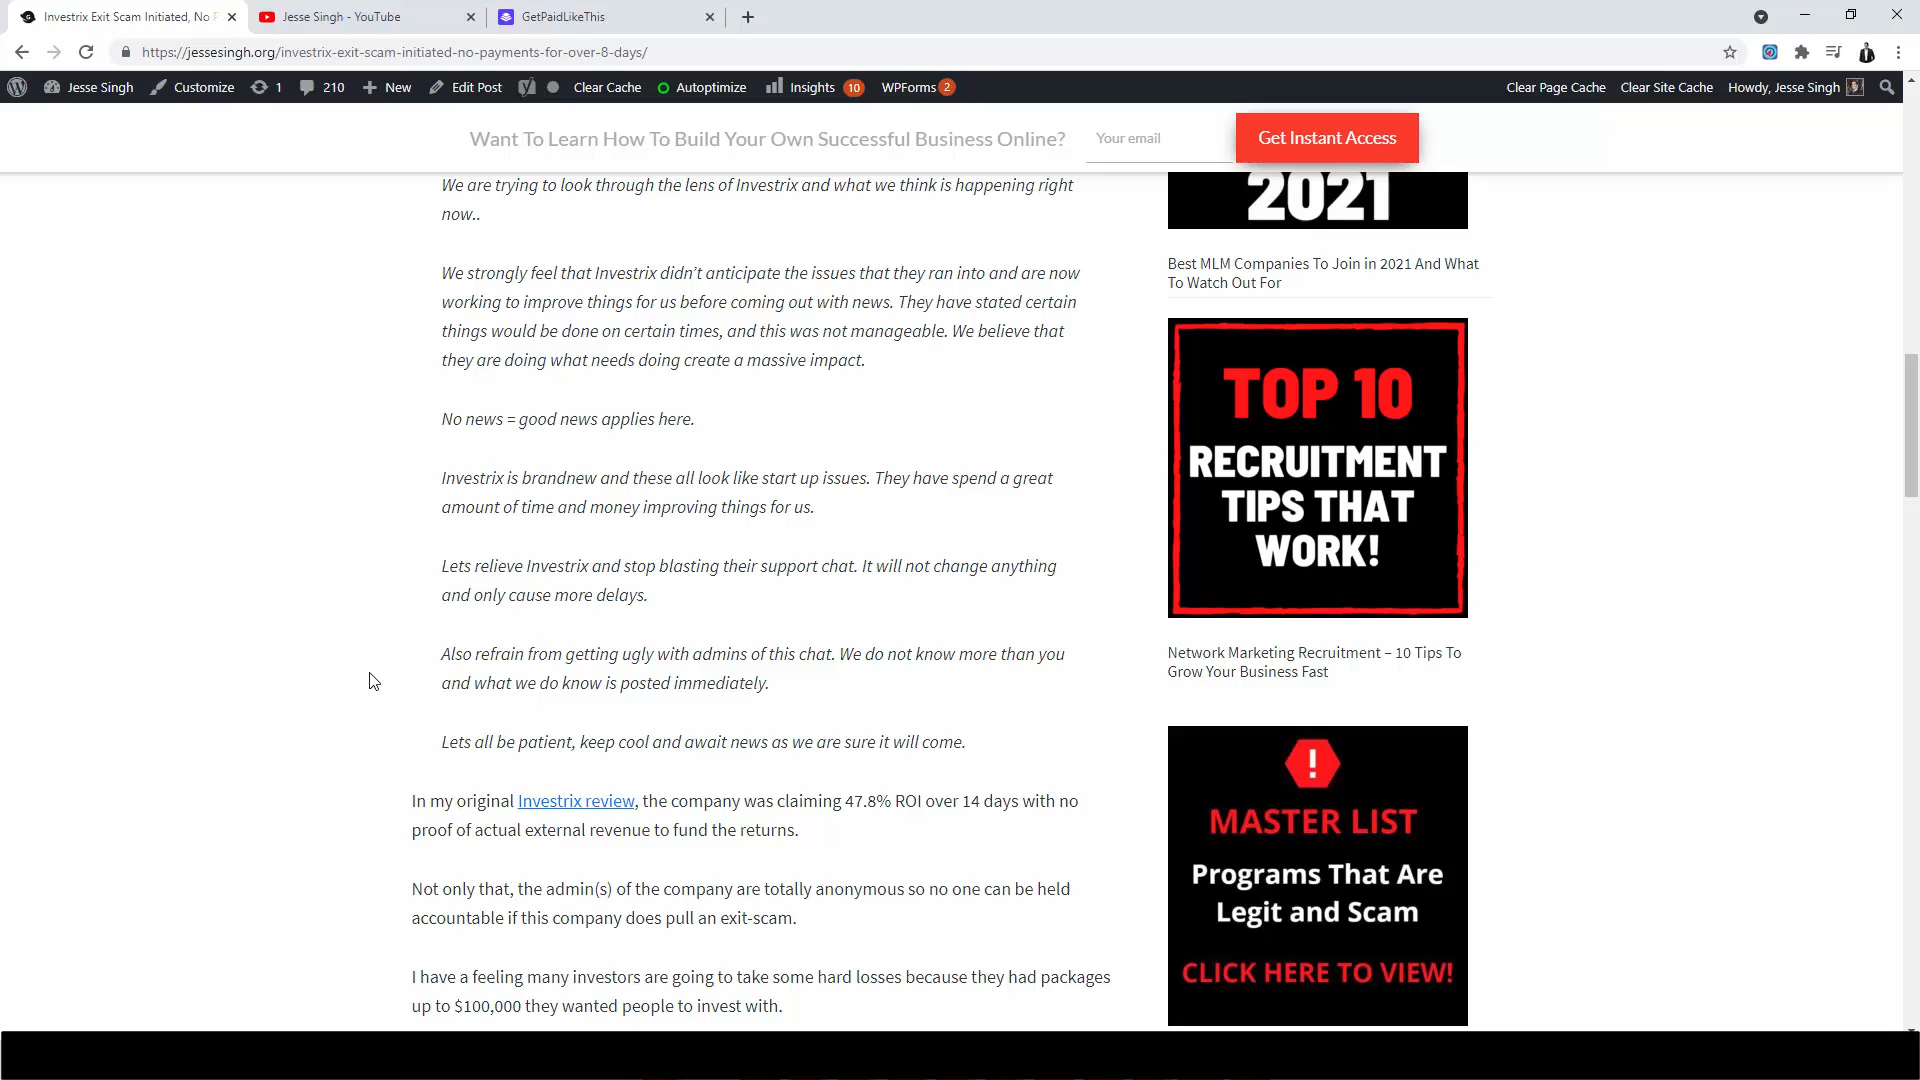 Investrix Exit Scam Initiated, No P
Jesse Singh - YouTube
GetPaidLikeThis
https://jessesingh.org/investrix-exit-scam-initiated-no-payments-for-over-8-days/
Jesse Singh
Customize
1
210
New
Edit Post
Clear Cache
Autoptimize
Insights 10
WPForms 2
Clear Page Cache
Clear Site Cache
Howdy, Jesse Singh
Want To Learn How To Build Your Own Successful Business Online?
Your email
Get Instant Access
We are trying to look through the lens of Investrix and what we think is happening right
now..
We strongly feel that Investrix didn’t anticipate the issues that they ran into and are now
working to improve things for us before coming out with news. They have stated certain
things would be done on certain times, and this was not manageable. We believe that
they are doing what needs doing create a massive impact.
No news = good news applies here.
Investrix is brandnew and these all look like start up issues. They have spend a great
amount of time and money improving things for us.
Lets relieve Investrix and stop blasting their support chat. It will not change anything
and only cause more delays.
Also refrain from getting ugly with admins of this chat. We do not know more than you
and what we do know is posted immediately.
Lets all be patient, keep cool and await news as we are sure it will come.
In my original Investrix review, the company was claiming 47.8% ROI over 14 days with no
proof of actual external revenue to fund the returns.
Not only that, the admin(s) of the company are totally anonymous so no one can be held
accountable if this company does pull an exit-scam.
I have a feeling many investors are going to take some hard losses because they had packages
up to $100,000 they wanted people to invest with.
2021
Best MLM Companies To Join in 2021 And What
To Watch Out For
TOP 10
RECRUITMENT
TIPS THAT
WORK!
Network Marketing Recruitment – 10 Tips To
Grow Your Business Fast
!
MASTER LIST
Programs That Are
Legit and Scam
CLICK HERE TO VIEW!